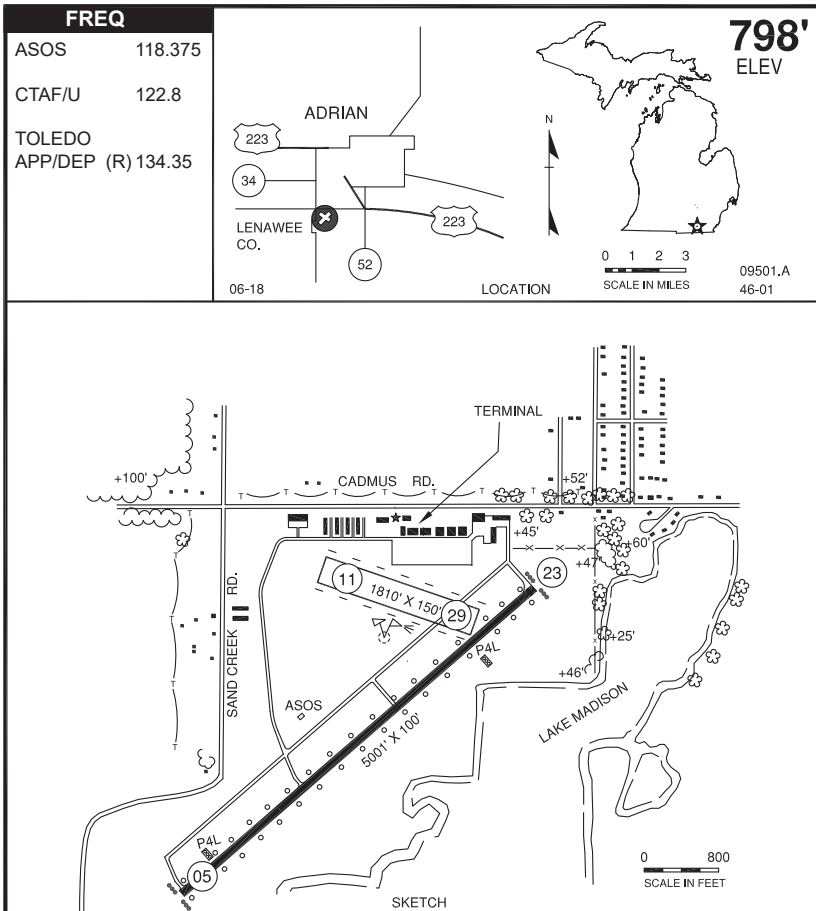 FREQ
ASOS 118.375
CTAF/U 122.8
TOLEDO
APP/DEP (R) 134.35
ADRIAN
223
34
LENAWEE
CO.
223
52
06-18
LOCATION
N
798'
ELEV
0 1 2 3
SCALE IN MILES
09501.A
46-01
TERMINAL
+100'
CADMUS RD.
+52'
+45'
+60'
+47'
23
11
1810' X 150'
29
SAND CREEK RD.
P4L
+25'
+46'
ASOS
LAKE MADISON
5001' X 100'
P4L
05
0 800
SCALE IN FEET
SKETCH
T
T
T
T
T
T
T
T
T
X X X
X
X